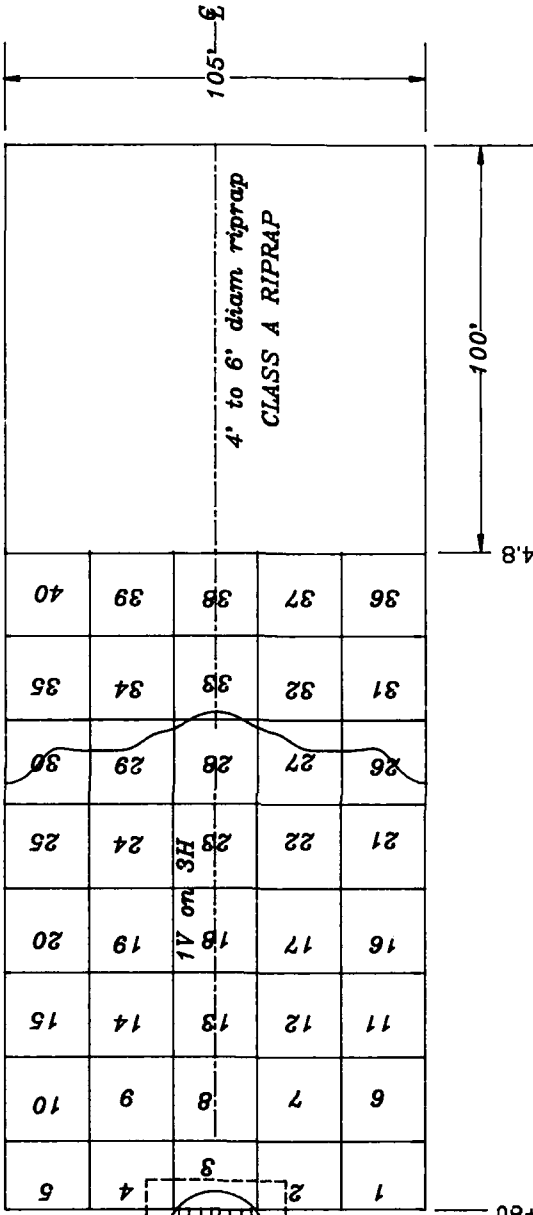 ℄
105'
4' to 6' diam riprap
CLASS A RIPRAP
100'
4.8
40 39 38 37 36
35 34 33 32 31
30 29 28 27 26
25 24 23 22 21
1V on 3H
20 19 18 17 16
15 14 13 12 11
10 9 8 7 6
5 4 3 2 1
+80